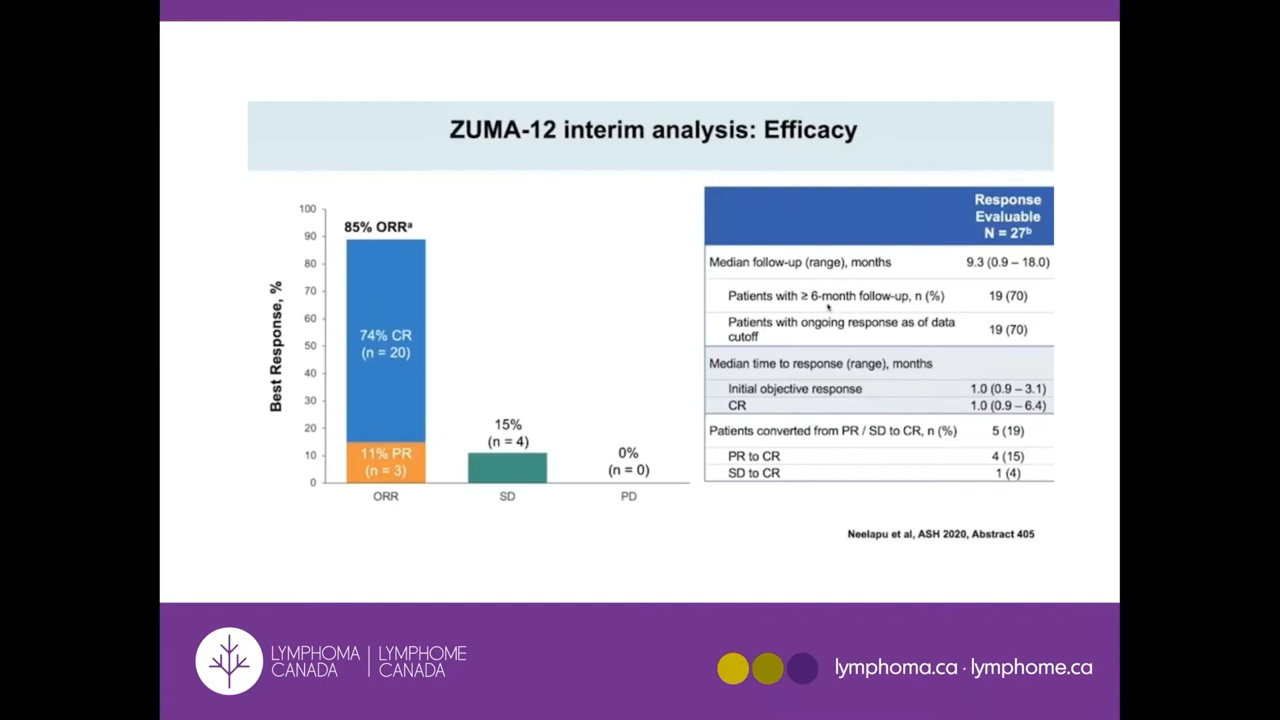 ZUMA-12 interim analysis: Efficacy
Best Response, %
100
90
80
70
60
50
40
30
20
10
0
85% ORRᵃ
74% CR
(n = 20)
11% PR
(n = 3)
15%
(n = 4)
0%
(n = 0)
ORR
SD
PD
Response
Evaluable
N = 27ᵇ
Median follow-up (range), months 9.3 (0.9 – 18.0)
Patients with ≥ 6-month follow-up, n (%) 19 (70)
Patients with ongoing response as of data
cutoff 19 (70)
Median time to response (range), months
Initial objective response 1.0 (0.9 – 3.1)
CR 1.0 (0.9 – 6.4)
Patients converted from PR / SD to CR, n (%) 5 (19)
PR to CR 4 (15)
SD to CR 1 (4)
Neelapu et al, ASH 2020, Abstract 405
LYMPHOMA
CANADA
LYMPHOME
CANADA
lymphoma.ca · lymphome.ca